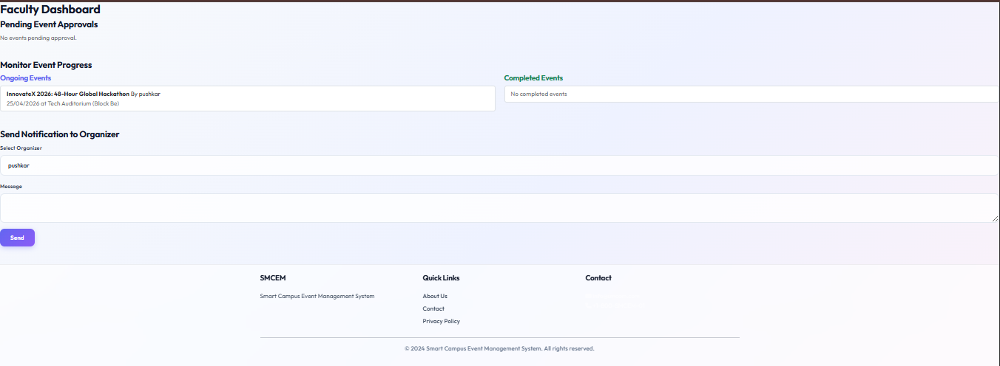 Faculty Dashboard
Pending Event Approvals
No events pending approval.
Monitor Event Progress
Ongoing Events
InnovateX 2026: 48-Hour Global Hackathon By pushkar
25/04/2026 at Tech Auditorium (Block Be)
Completed Events
No completed events
Send Notification to Organizer
Select Organizer
pushkar
Message
Send
SMCEM
Smart Campus Event Management System
Quick Links
About Us
Contact
Privacy Policy
Contact
© 2024 Smart Campus Event Management System. All rights reserved.